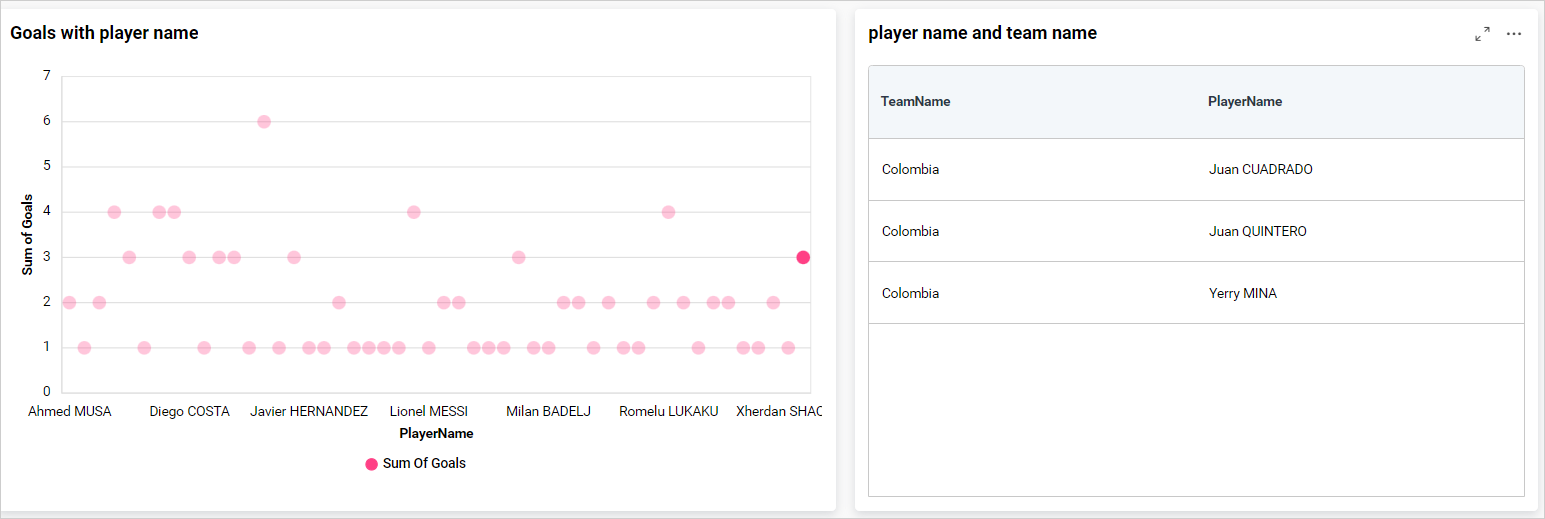 Goals with player name
7
6
5
4
3
2
1
0
Sum of Goals
Ahmed MUSA Diego COSTA Javier HERNANDEZ Lionel MESSI Milan BADELJ Romelu LUKAKU Xherdan SHAC
PlayerName
Sum Of Goals
player name and team name
TeamName PlayerName
Colombia Juan CUADRADO
Colombia Juan QUINTERO
Colombia Yerry MINA